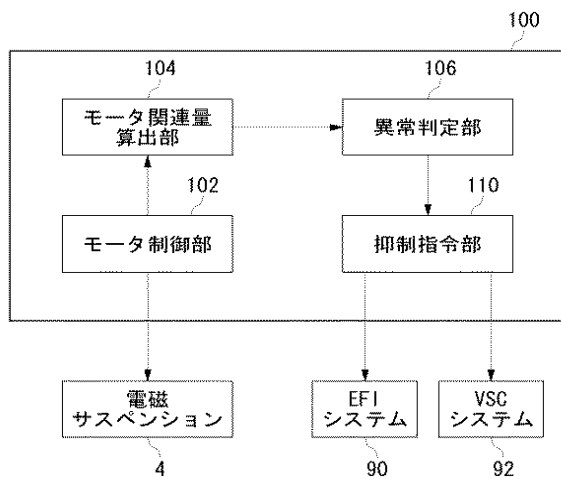 100
104
106
モータ関連量
算出部
異常判定部
102
110
モータ制御部
抑制指令部
電磁
サスペンション
EFI
システム
VSC
システム
4
90
92